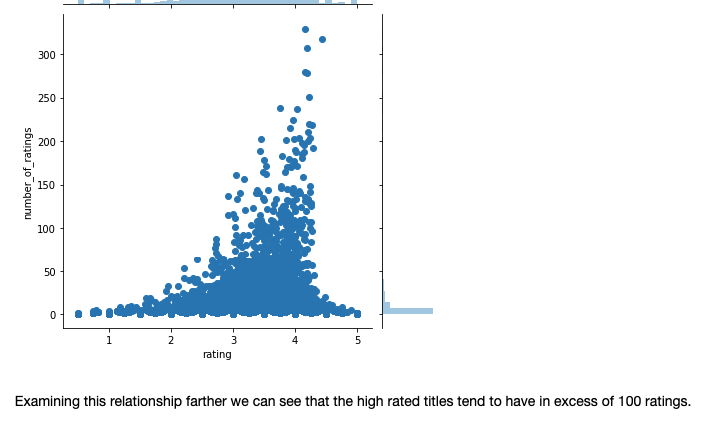 300
250
200
150
100
50
0
number_of_ratings
1 2 3 4 5
rating
Examining this relationship farther we can see that the high rated titles tend to have in excess of 100 ratings.